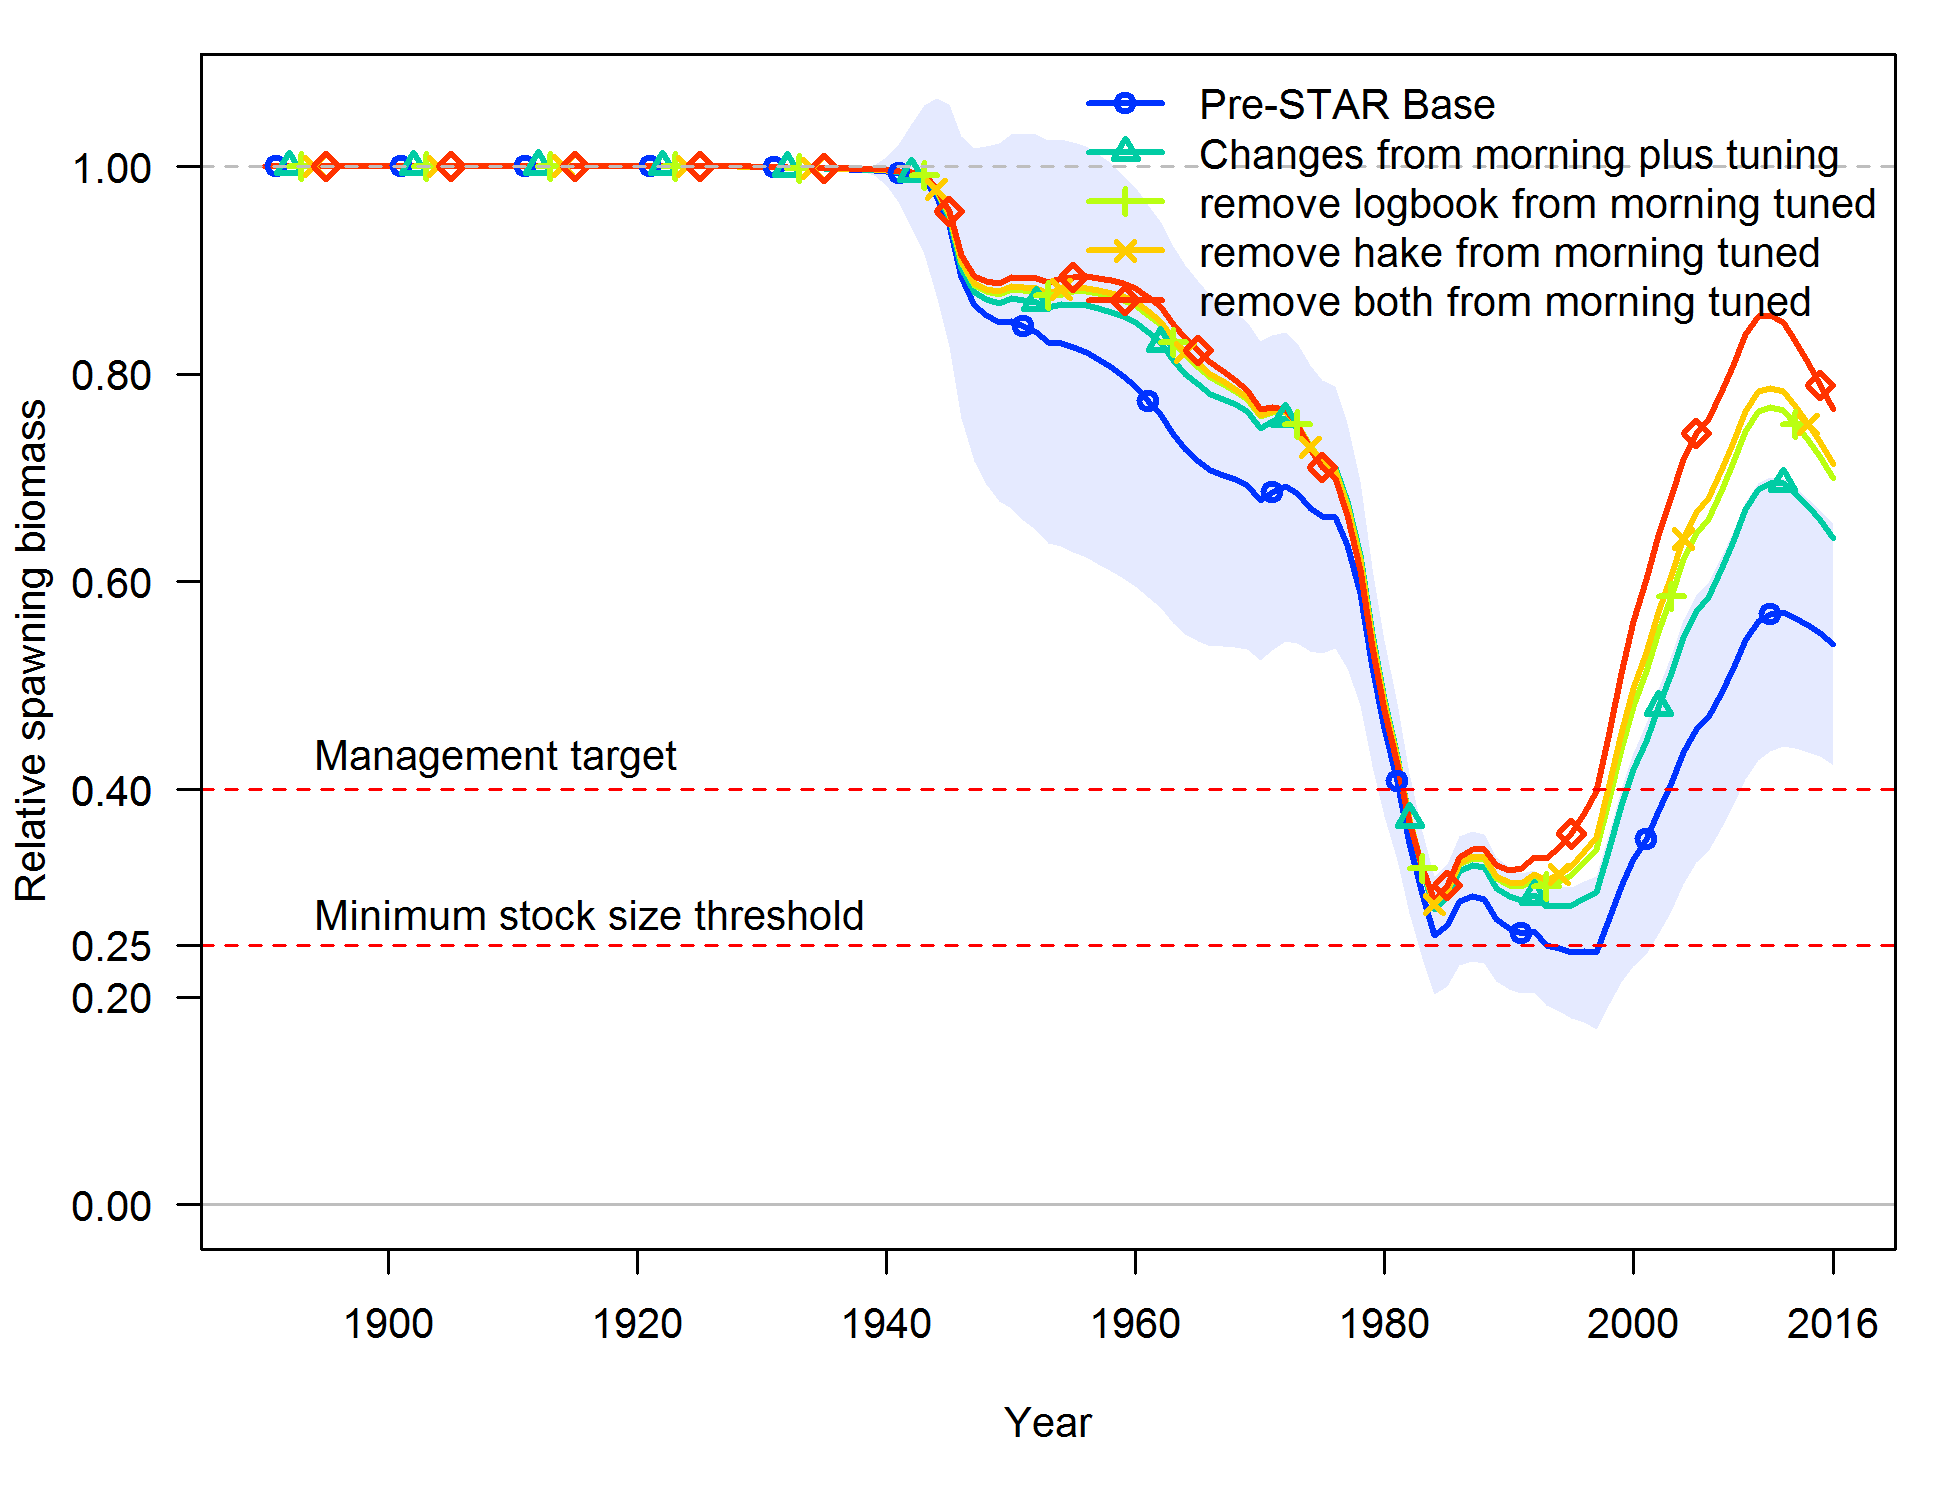 Pre-STAR Base
Changes from morning plus tuning
remove logbook from morning tuned
remove hake from morning tuned
remove both from morning tuned
Relative spawning biomass
1.00
0.80
0.60
0.40
0.25
0.20
0.00
Management target
Minimum stock size threshold
1900 1920 1940 1960 1980 2000 2016
Year